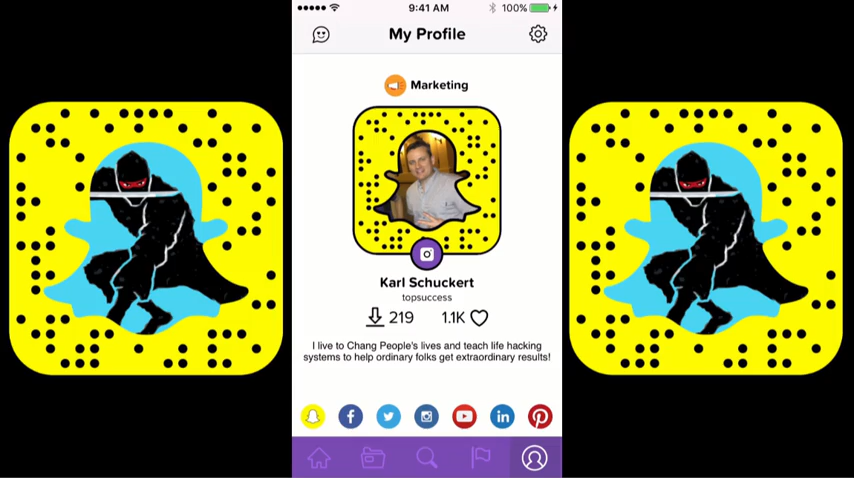 9:41 AM
100%
My Profile
Marketing
Karl Schuckert
topsuccess
219
1.1K
I live to Chang People's lives and teach life hacking
systems to help ordinary folks get extraordinary results!